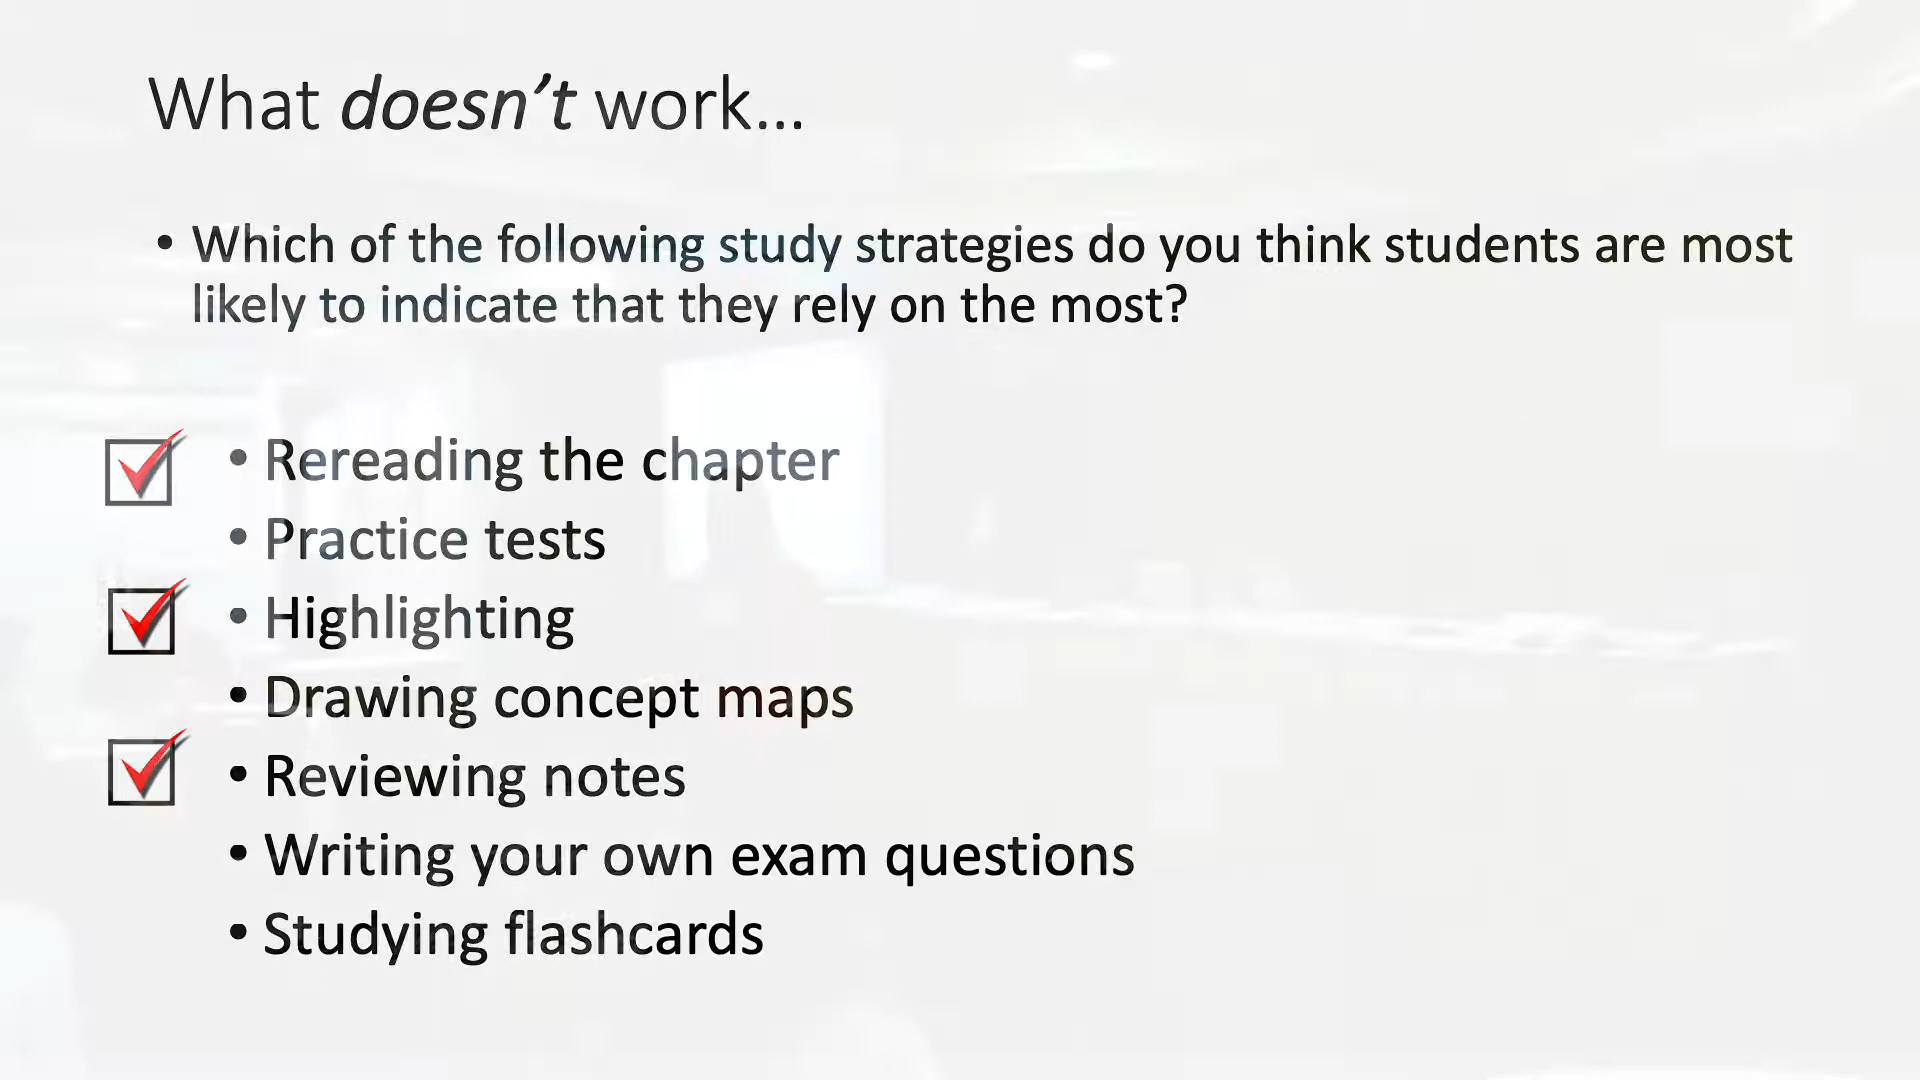 What doesn’t work…
• Which of the following study strategies do you think students are most
likely to indicate that they rely on the most?
• Rereading the chapter
• Practice tests
• Highlighting
• Drawing concept maps
• Reviewing notes
• Writing your own exam questions
• Studying flashcards